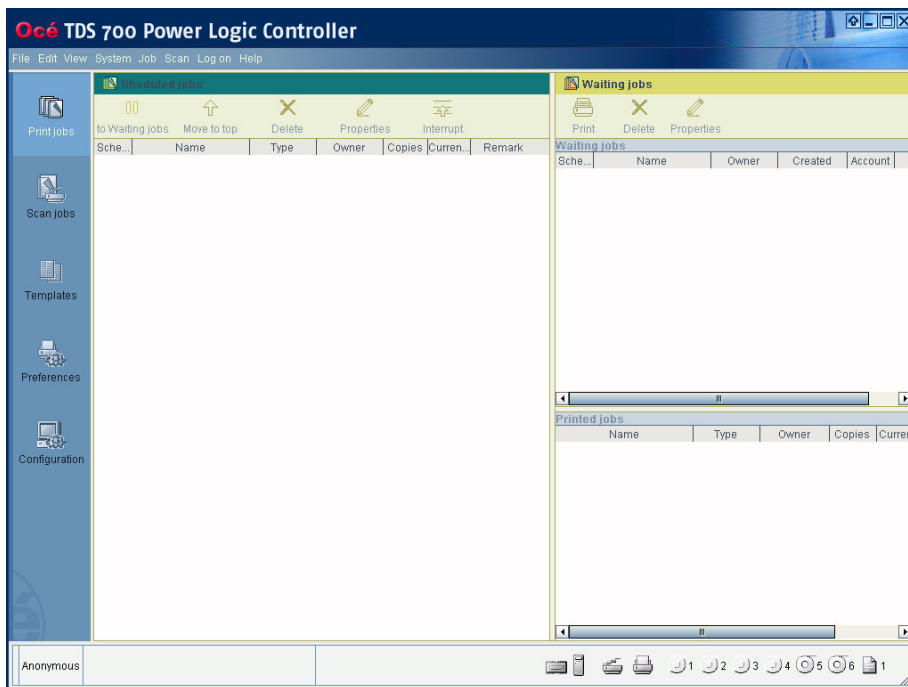 Océ TDS 700 Power Logic Controller
File Edit View System Job Scan Log on Help
Print jobs
Scan jobs
Templates
Preferences
Configuration
Sheduled jobs
to Waiting jobs Move to top Delete Properties Interrupt
Sche... Name Type Owner Copies Curren... Remark
Waiting jobs
Print Delete Properties
Waiting jobs
Sche... Name Owner Created Account
Printed jobs
Name Type Owner Copies Curren
Anonymous
1 2 3 4 5 6 1